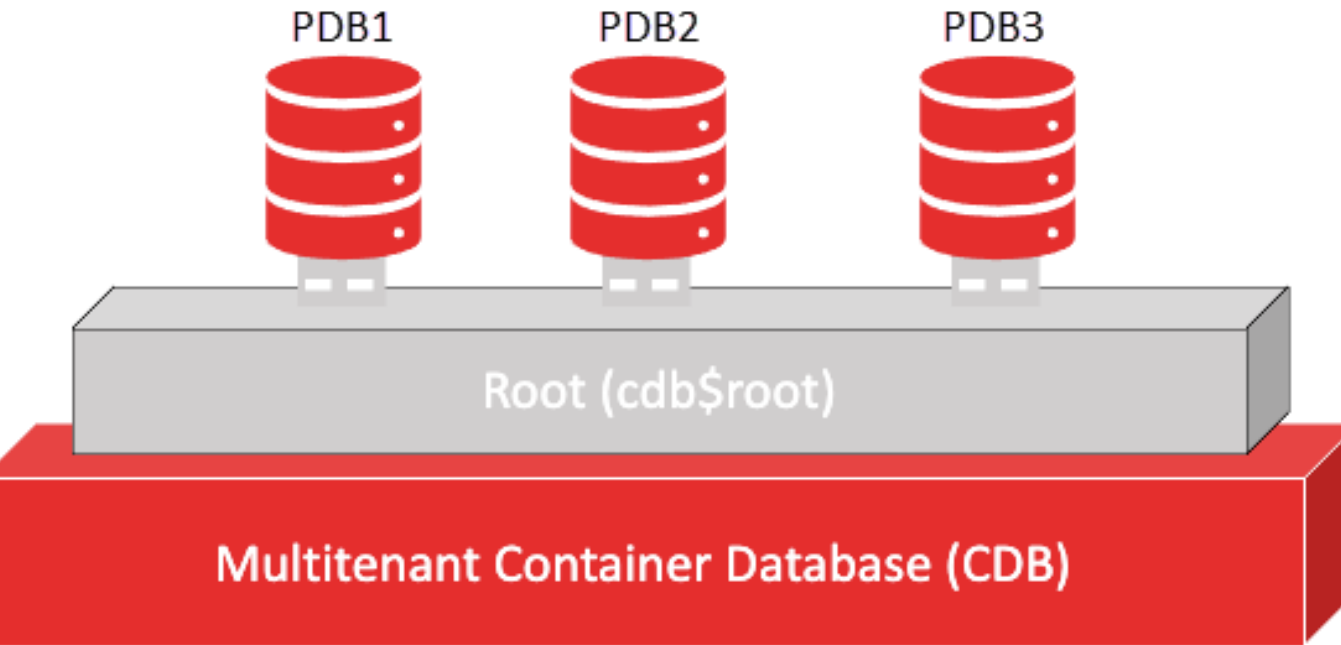 PDB1 PDB2 PDB3
Root (cdb$root)
Multitenant Container Database (CDB)